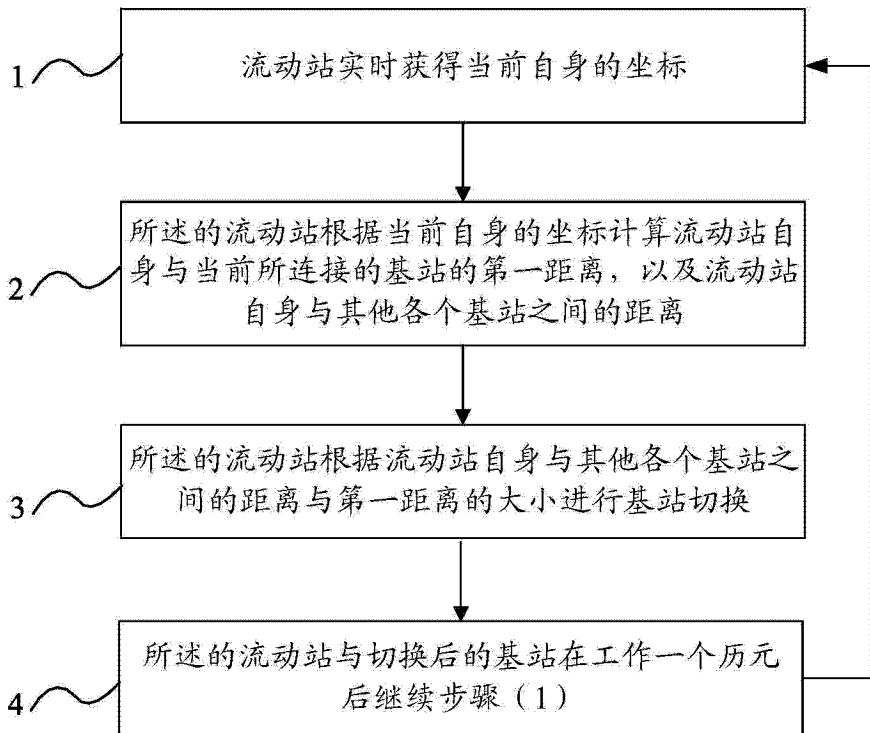 1
流动站实时获得当前自身的坐标
2
所述的流动站根据当前自身的坐标计算流动站自
身与当前所连接的基站的第一距离，以及流动站
自身与其他各个基站之间的距离
3
所述的流动站根据流动站自身与其他各个基站之
间的距离与第一距离的大小进行基站切换
4
所述的流动站与切换后的基站在工作一个历元
后继续步骤（1）